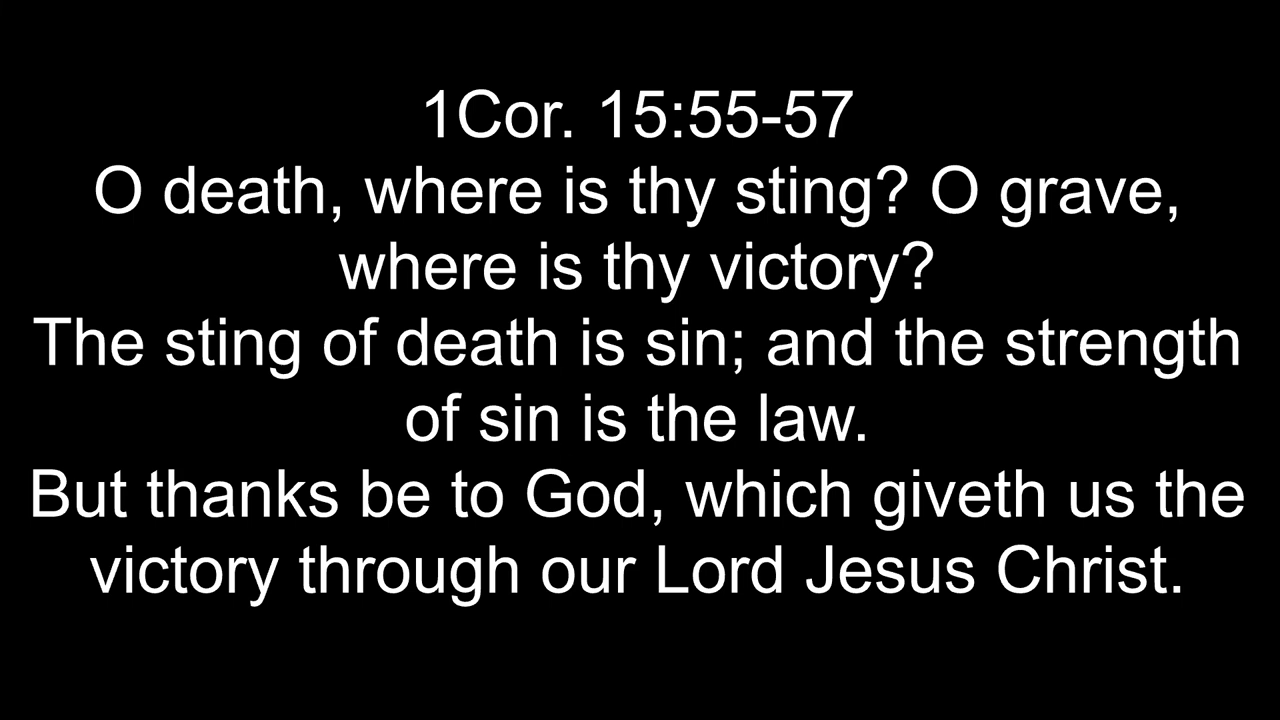 1Cor. 15:55-57
O death, where is thy sting? O grave,
where is thy victory?
The sting of death is sin; and the strength
of sin is the law.
But thanks be to God, which giveth us the
victory through our Lord Jesus Christ.